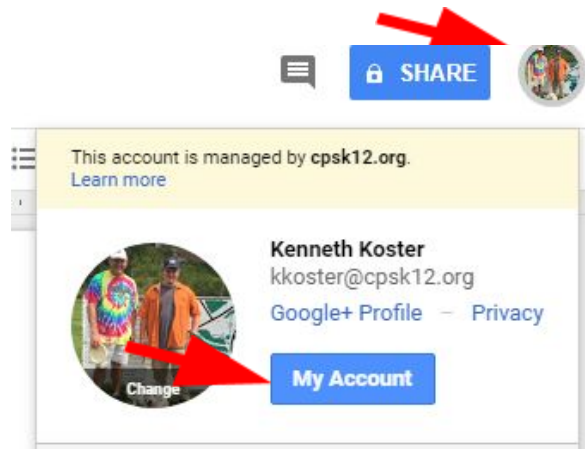 SHARE
This account is managed by cpsk12.org.
Learn more
Kenneth Koster
kkoster@cpsk12.org
Google+ Profile – Privacy
Change
My Account